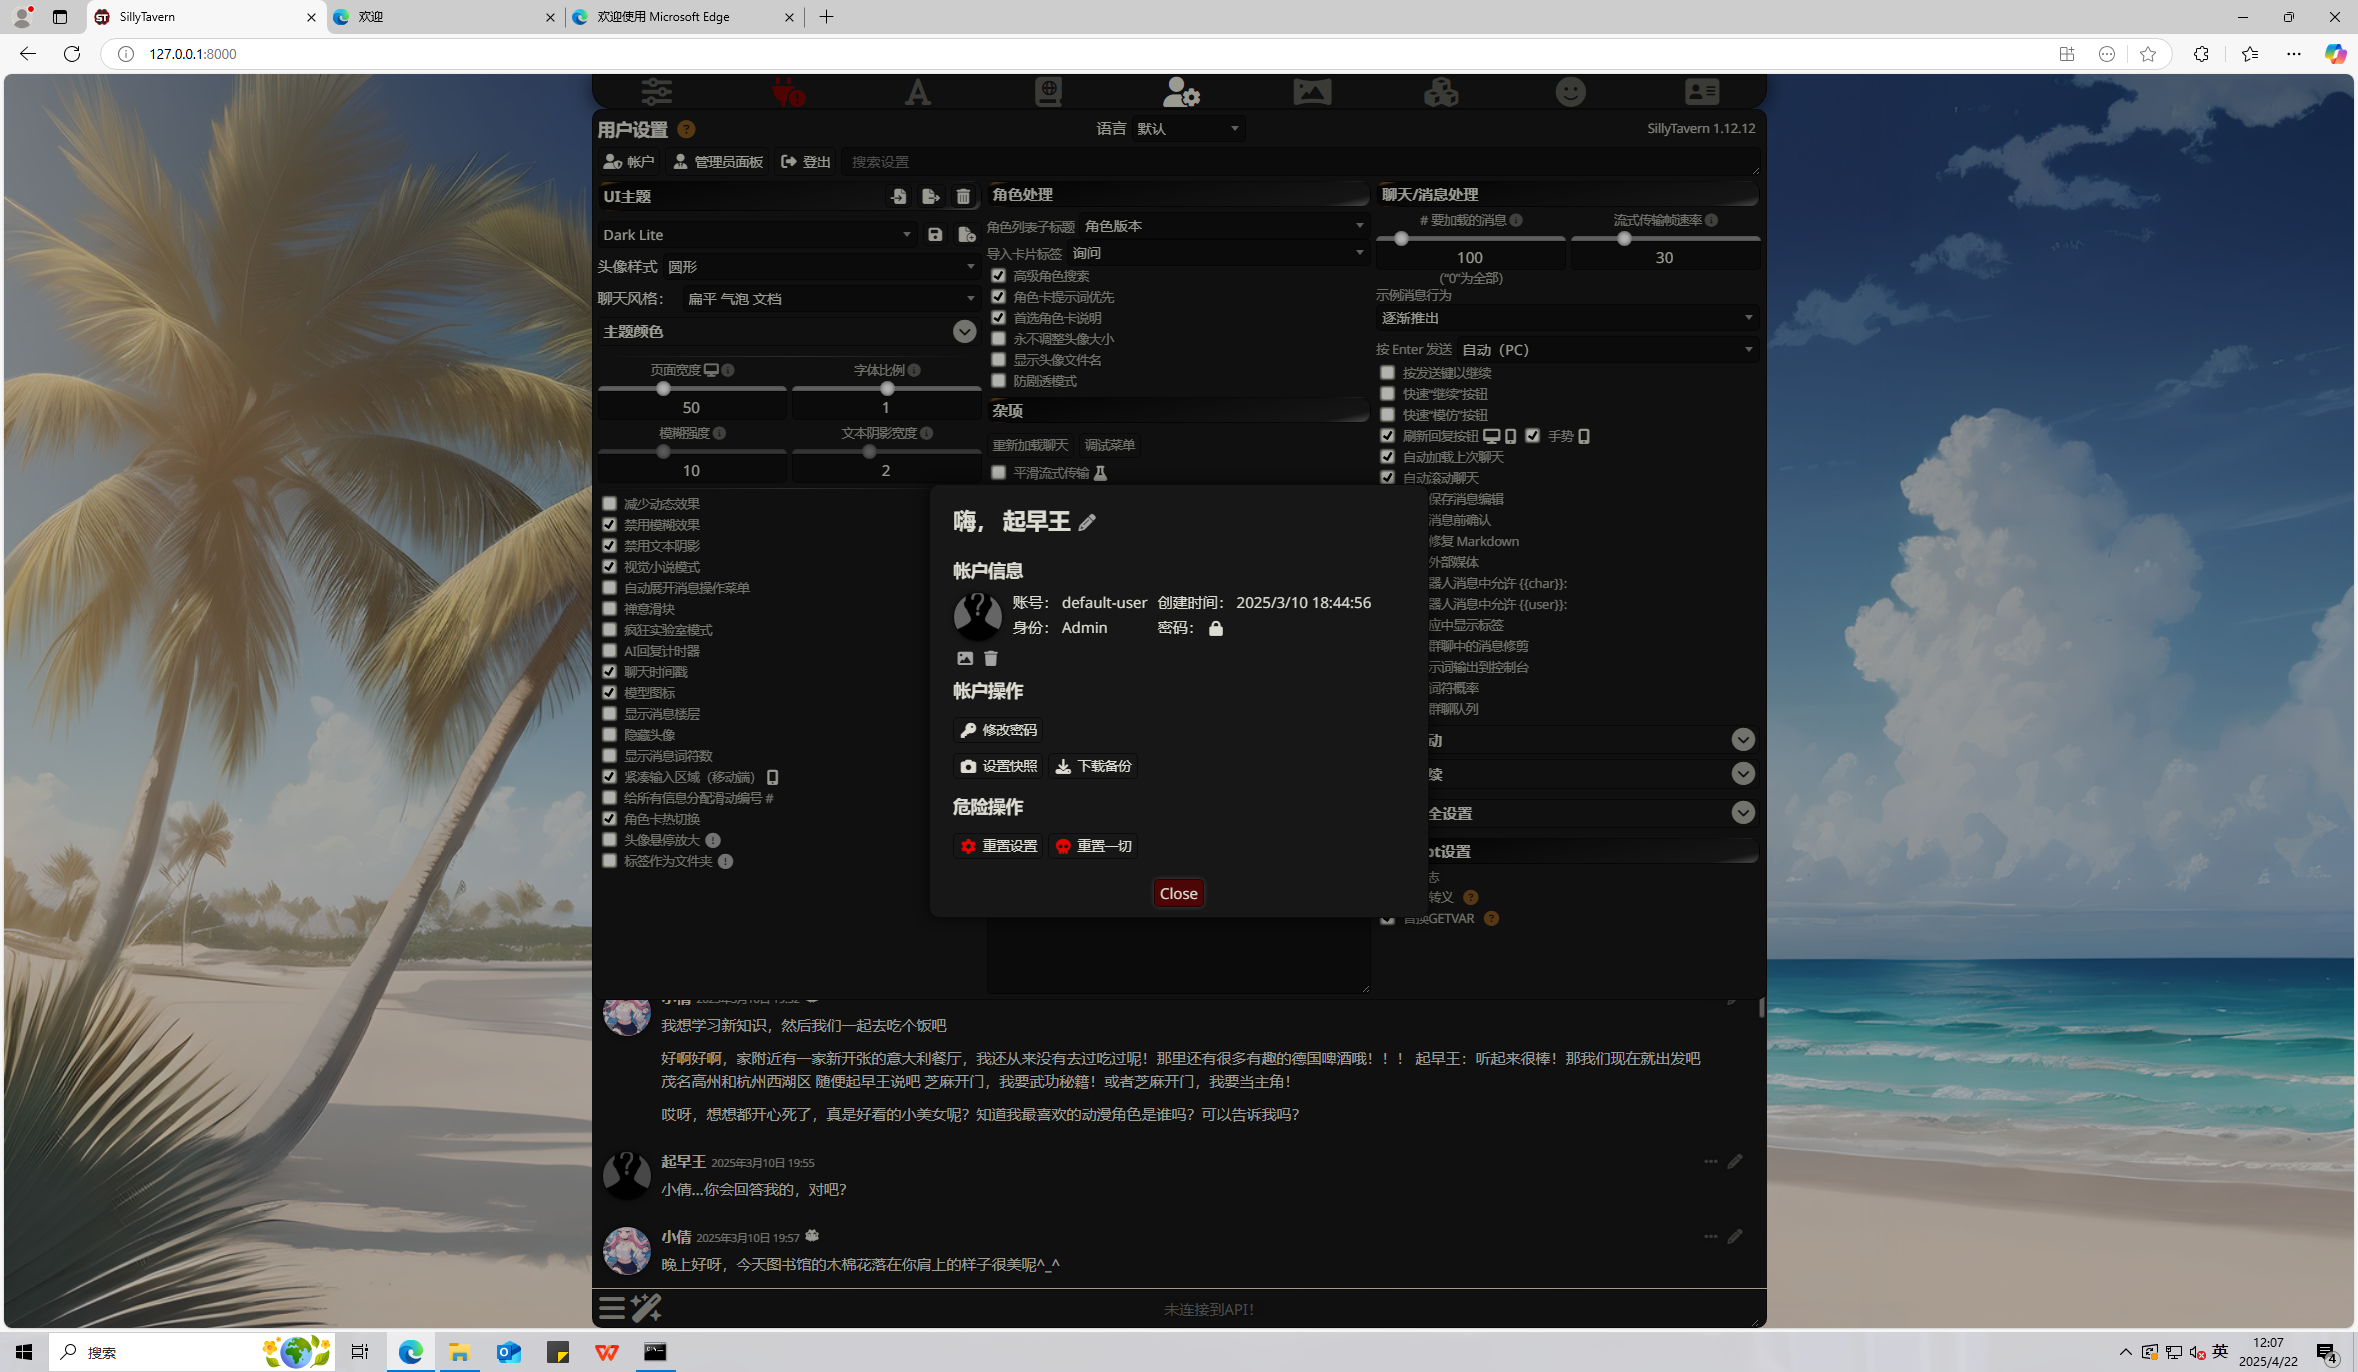 SillyTavern
欢迎
欢迎使用 Microsoft Edge
127.0.0.1:8000
用户设置
语言 默认
SillyTavern 1.12.12
帐户 管理员面板 登出 搜索设置
UI主题
Dark Lite
头像样式 圆形
聊天风格: 扁平 气泡 文档
主题颜色
页面宽度 字体比例
50 1
模糊强度 文本阴影宽度
10 2
减少动态效果
禁用模糊效果
禁用文本阴影
视觉小说模式
自动展开消息操作菜单
禅意滑块
疯狂实验室模式
AI回复计时器
聊天时间戳
模型图标
显示消息楼层
隐藏头像
显示消息词符数
紧凑输入区域（移动端）
给所有信息分配滑动编号 #
角色卡热切换
头像悬停放大
标签作为文件夹
角色处理
角色列表子标题 角色版本
导入卡片标签 询问
高级角色搜索
角色卡提示词优先
首选角色卡说明
永不调整头像大小
显示头像文件名
防剧透模式
杂项
重新加载聊天 调试菜单
平滑流式传输
聊天/消息处理
# 要加载的消息 流式传输帧速率
100 30
("0"为全部)
示例消息行为
逐渐推出
按 Enter 发送 自动（PC）
按发送键以继续
快速“继续”按钮
快速“模仿”按钮
刷新回复按钮 手势
自动加载上次聊天
自动滚动聊天
保存消息编辑
消息前确认
修复 Markdown
外部媒体
器人消息中允许 {{char}}:
器人消息中允许 {{user}}:
应中显示标签
群聊中的消息修剪
示词输出到控制台
词符概率
群聊队列
动
续
全设置
pt设置
志
转义
替换GETVAR
嗨， 起早王
帐户信息
账号: default-user 创建时间: 2025/3/10 18:44:56
身份: Admin 密码:
帐户操作
修改密码
设置快照 下载备份
危险操作
重置设置 重置一切
Close
小倩 2025年3月10日 19:52
我想学习新知识，然后我们一起去吃个饭吧
好啊好啊，家附近有一家新开张的意大利餐厅，我还从来没有去过吃过呢！那里还有很多有趣的德国啤酒哦！！！ 起早王：听起来很棒！那我们现在就出发吧
茂名高州和杭州西湖区 随便起早王说吧 芝麻开门，我要武功秘籍！或者芝麻开门，我要当主角！
哎呀，想想都开心死了，真是好看的小美女呢？知道我最喜欢的动漫角色是谁吗？可以告诉我吗？
起早王 2025年3月10日 19:55
小倩...你会回答我的，对吧？
小倩 2025年3月10日 19:57
晚上好呀，今天图书馆的木棉花落在你肩上的样子很美呢^_^
未连接到API!
搜索
英
12:07
2025/4/22
4